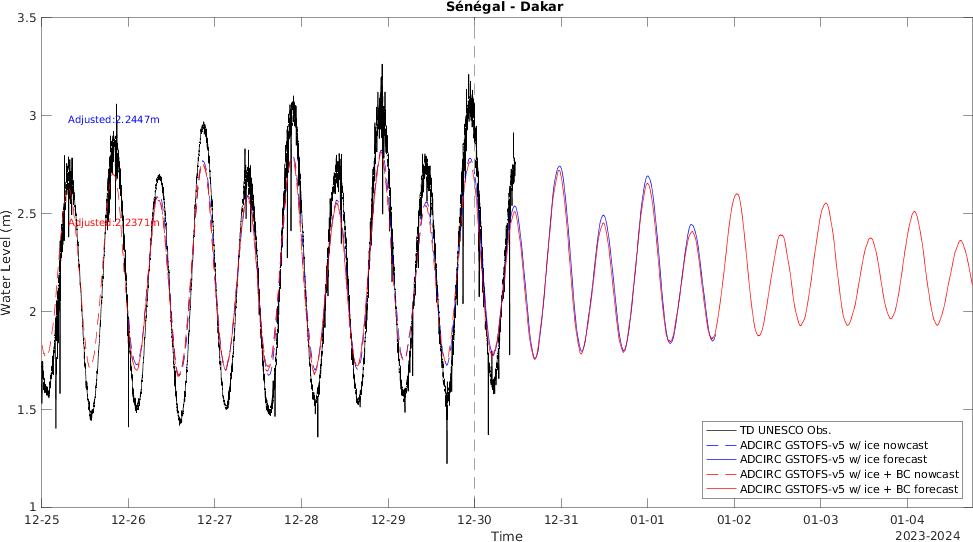 Sénégal - Dakar
3.5
3
2.5
2
1.5
1
Water Level (m)
Adjusted:2.2447m
Adjusted:2.2371m
TD UNESCO Obs.
ADCIRC GSTOFS-v5 w/ ice nowcast
ADCIRC GSTOFS-v5 w/ ice forecast
ADCIRC GSTOFS-v5 w/ ice + BC nowcast
ADCIRC GSTOFS-v5 w/ ice + BC forecast
12-25 12-26 12-27 12-28 12-29 12-30 12-31 01-01 01-02 01-03 01-04
Time
2023-2024